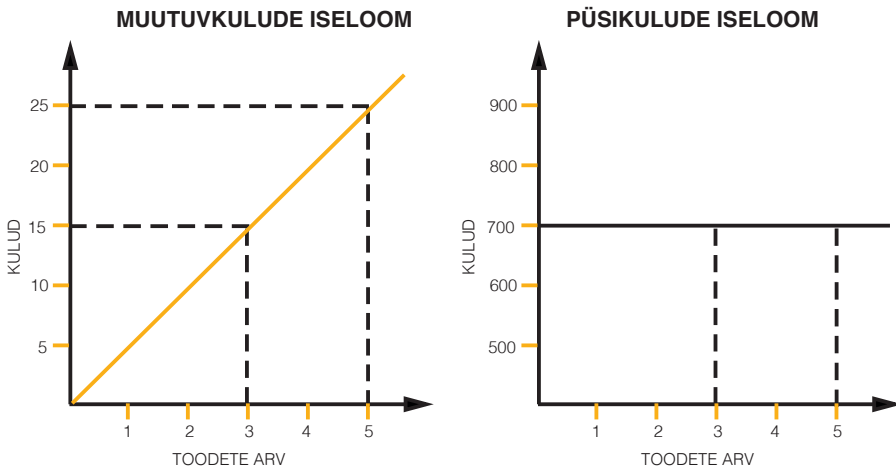 MUUTUVKULUDE ISELOOM
25
20
15
10
5
KULUD
1 2 3 4 5
TOODETE ARV
PÜSIKULUDE ISELOOM
900
800
700
600
500
KULUD
1 2 3 4 5
TOODETE ARV